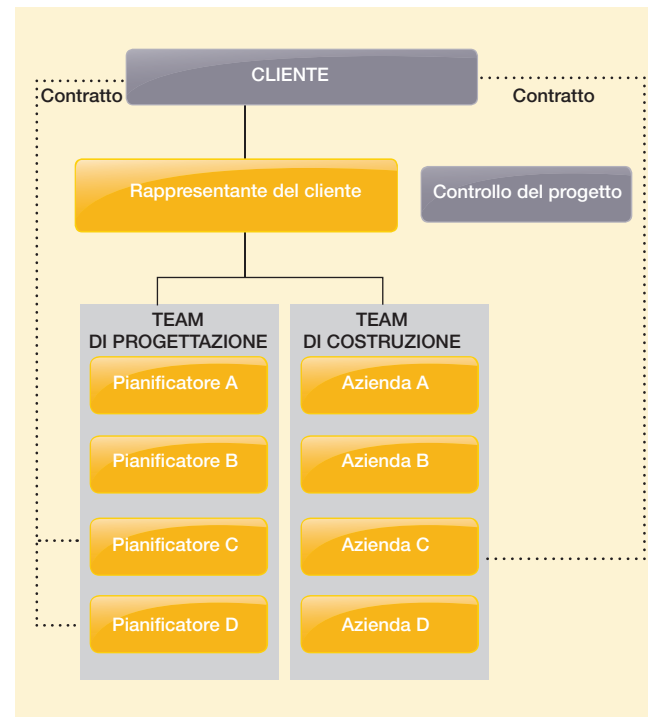 CLIENTE
Contratto
Contratto
Rappresentante del cliente
Controllo del progetto
TEAM
DI PROGETTAZIONE
TEAM
DI COSTRUZIONE
Pianificatore A
Azienda A
Pianificatore B
Azienda B
Pianificatore C
Azienda C
Pianificatore D
Azienda D